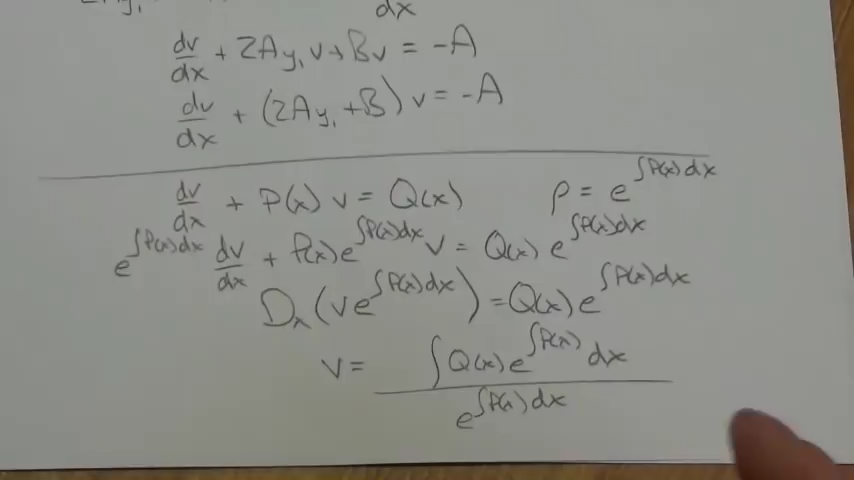 dx
dv/dx + 2Ay₁v + Bv = -A
dv/dx + (2Ay₁ + B) v = -A
dv/dx + P(x) v = Q(x) ρ = e^∫P(x)dx
e^∫P(x)dx dv/dx + P(x) e^∫P(x)dx v = Q(x) e^∫P(x)dx
Dₓ(v e^∫P(x)dx) = Q(x) e^∫P(x)dx
v = ∫Q(x) e^∫P(x) dx
e^∫P(x)dx